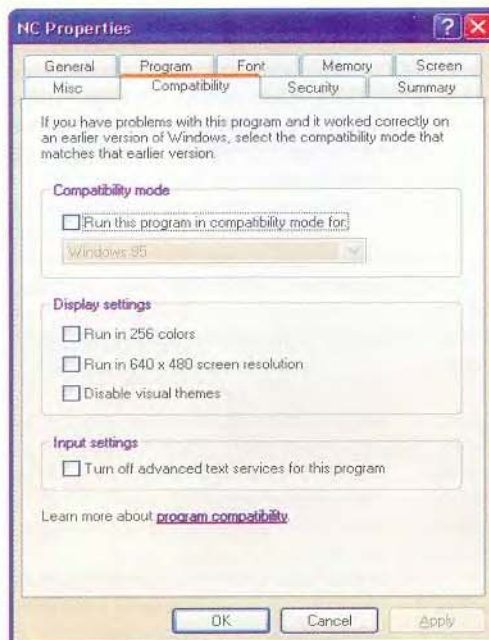 NC Properties
General Program Font Memory Screen
Misc Compatibility Security Summary
If you have problems with this program and it worked correctly on
an earlier version of Windows, select the compatibility mode that
matches that earlier version.
Compatibility mode
Run this program in compatibility mode for:
Windows 95
Display settings
Run in 256 colors
Run in 640 x 480 screen resolution
Disable visual themes
Input settings
Turn off advanced text services for this program
Learn more about program compatibility.
OK Cancel Apply